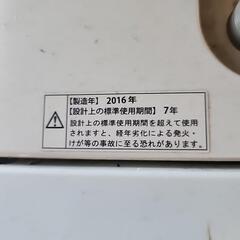 【製造年】 2016年
【設計上の標準使用期間】 7年
設計上の標準使用期間を超えて使用
されますと、経年劣化による発火・
けが等の事故に至る恐れがあります。